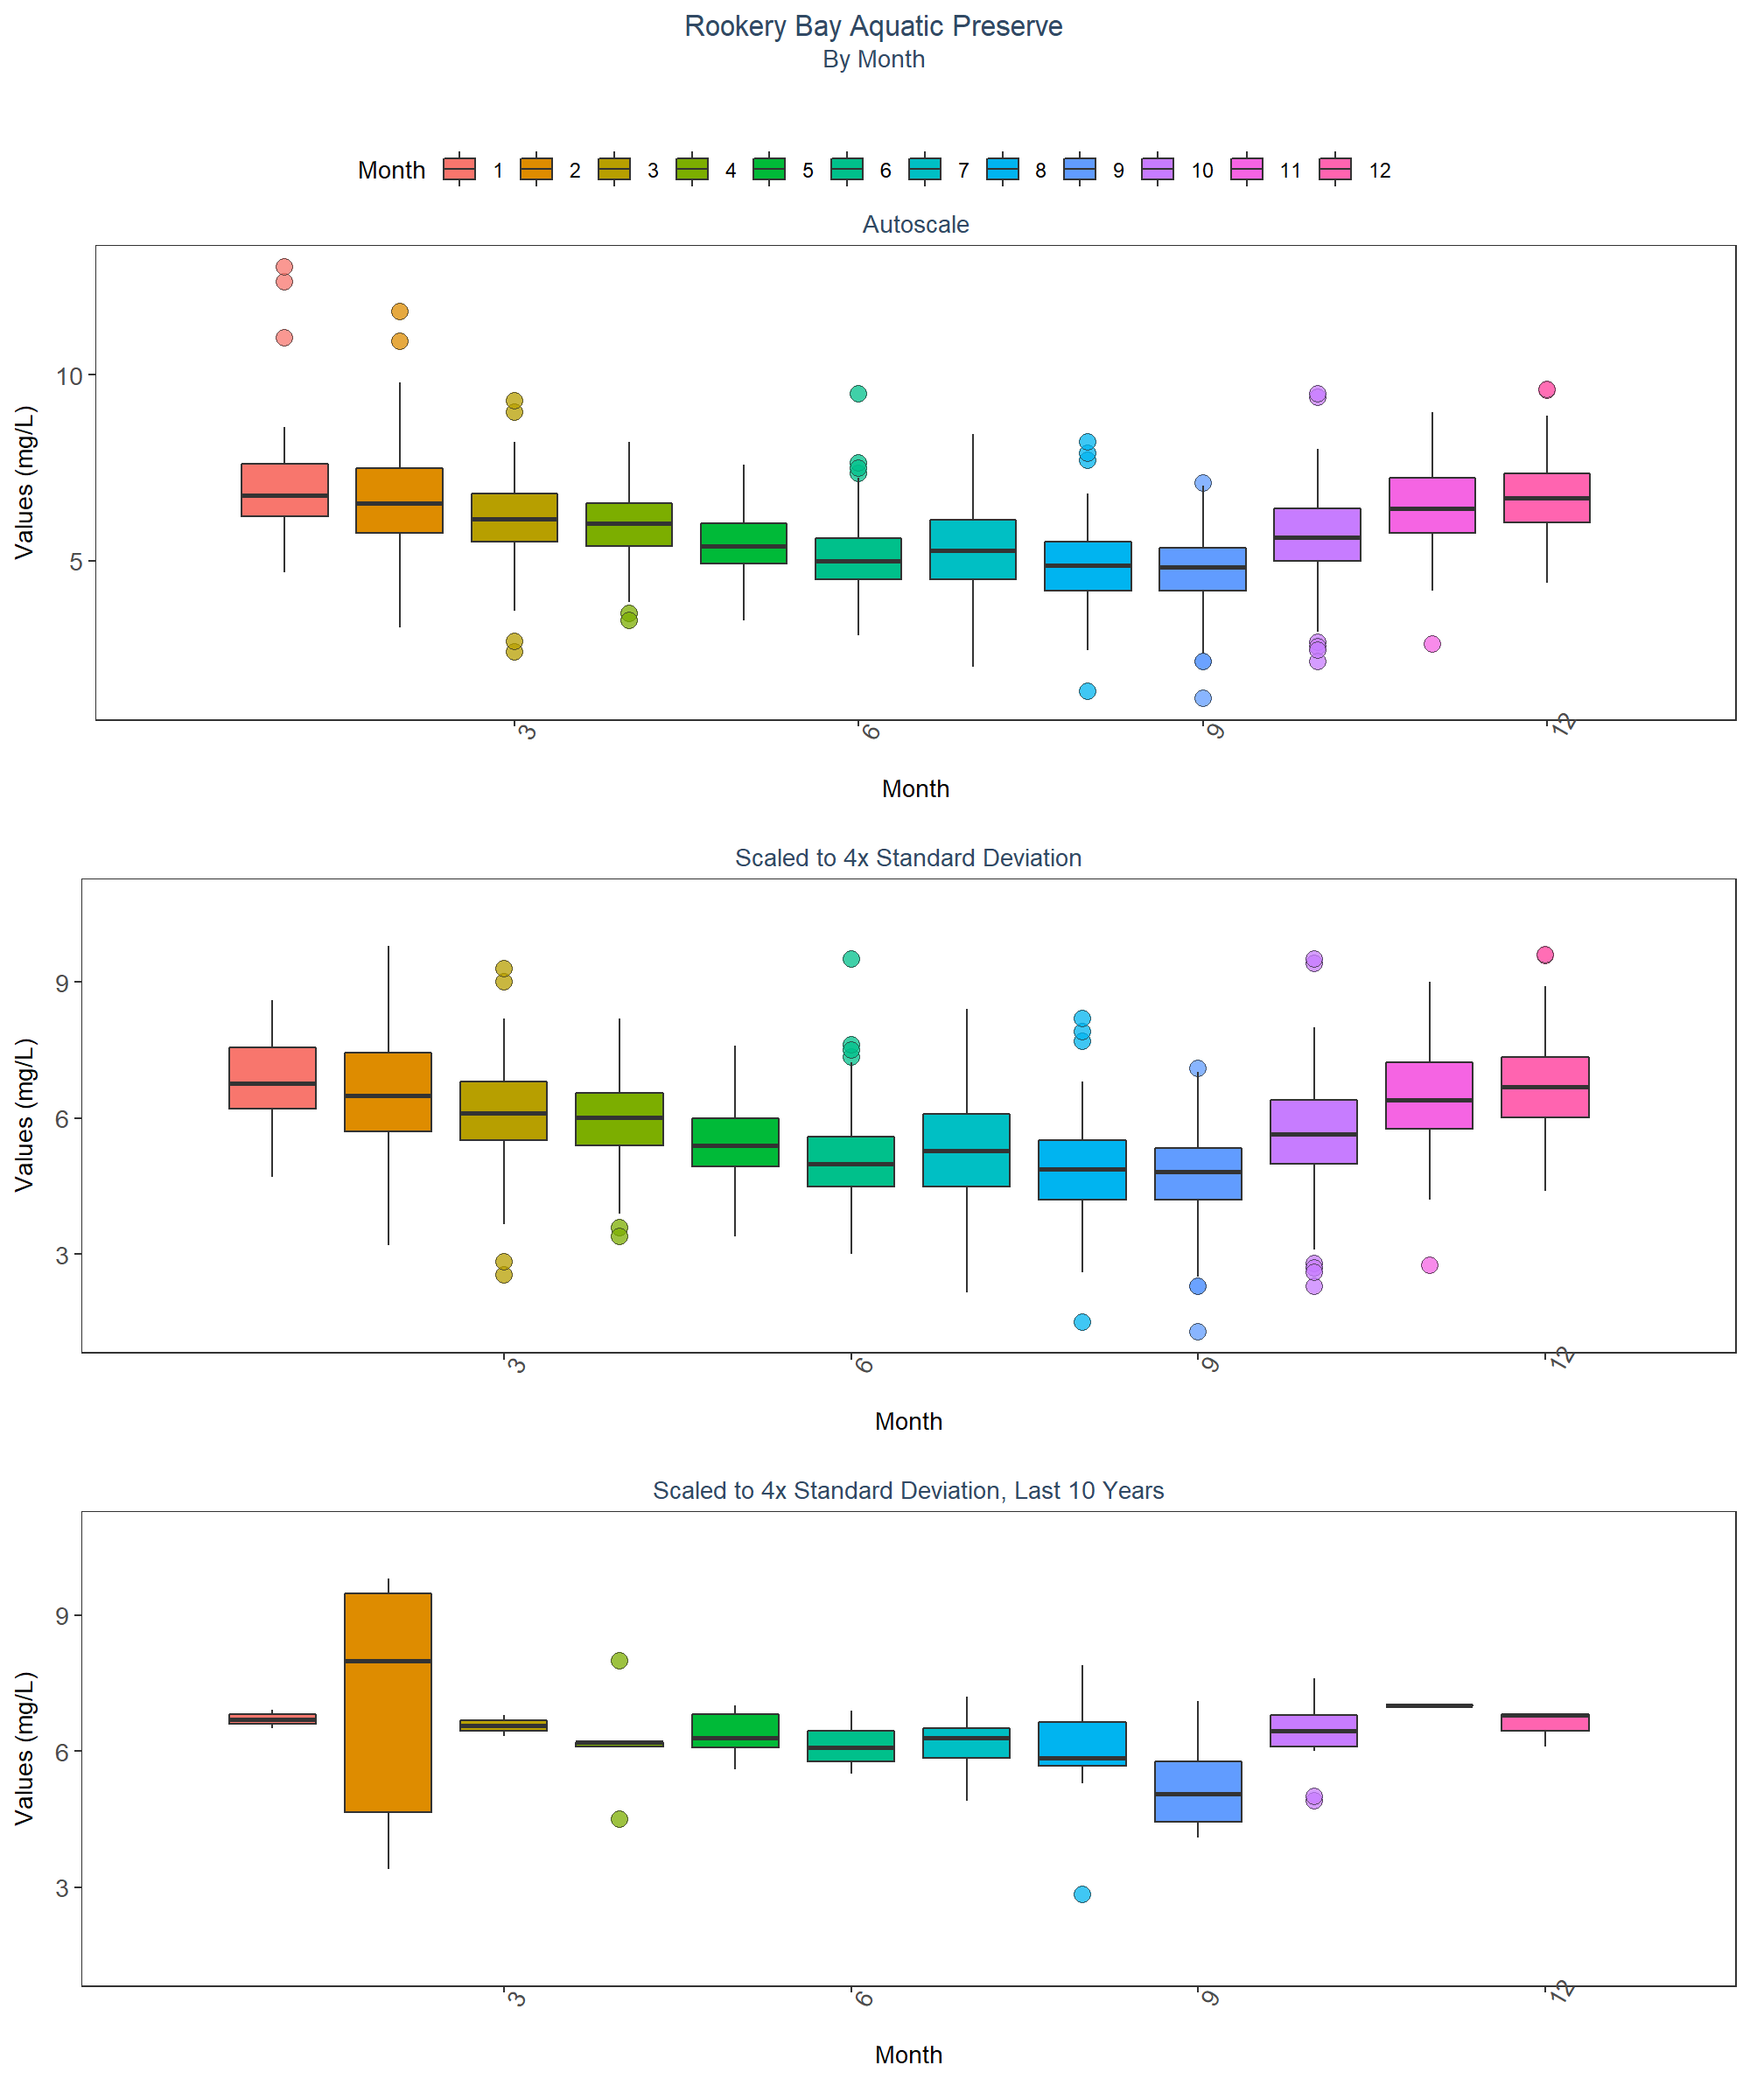 Rookery Bay Aquatic Preserve
By Month
Month 1 2 3 4 5 6 7 8 9 10 11 12
Autoscale
10
5
Values (mg/L)
3 6 9 12
Month
Scaled to 4x Standard Deviation
9
6
3
Values (mg/L)
3 6 9 12
Month
Scaled to 4x Standard Deviation, Last 10 Years
9
6
3
Values (mg/L)
3 6 9 12
Month